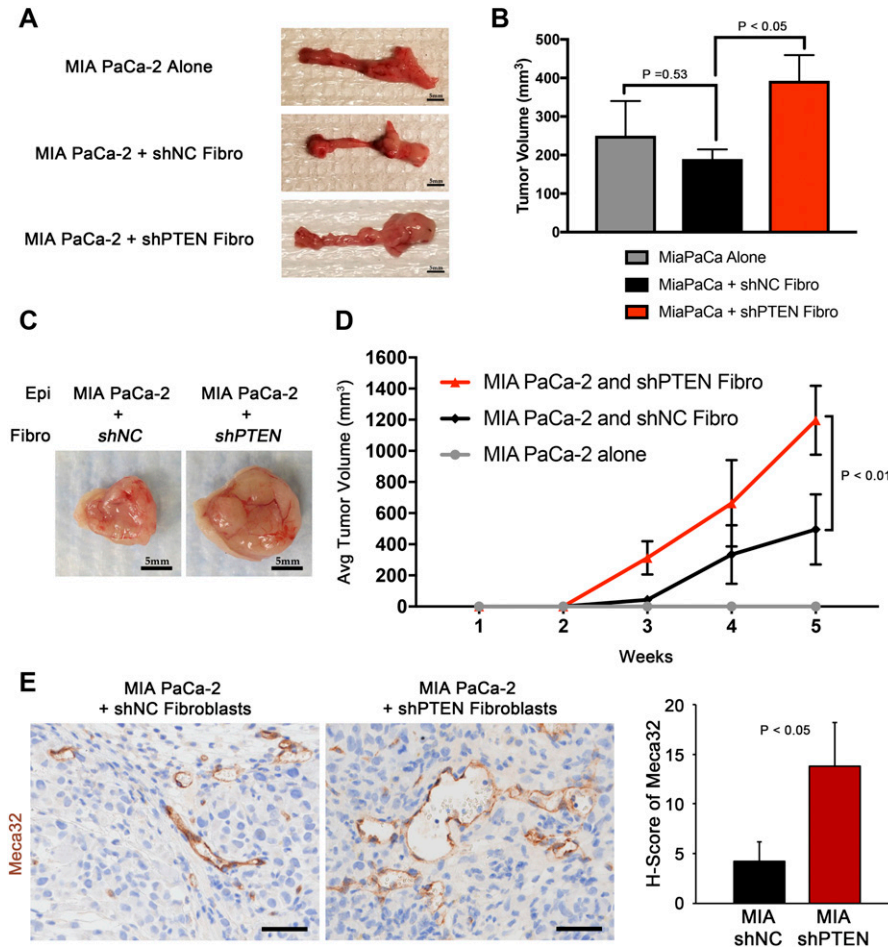 A
MIA PaCa-2 Alone
5mm
MIA PaCa-2 + shNC Fibro
5mm
MIA PaCa-2 + shPTEN Fibro
5mm
B
Tumor Volume (mm³)
500
400
300
200
100
0
P =0.53
P < 0.05
MiaPaCa Alone
MiaPaCa + shNC Fibro
MiaPaCa + shPTEN Fibro
C
Epi
MIA PaCa-2
MIA PaCa-2
+
+
Fibro
shNC
shPTEN
5mm
5mm
D
Avg Tumor Volume (mm³)
1600
1400
1200
1000
800
600
400
200
0
MIA PaCa-2 and shPTEN Fibro
MIA PaCa-2 and shNC Fibro
MIA PaCa-2 alone
P < 0.01
1 2 3 4 5
Weeks
E
MIA PaCa-2
+ shNC Fibroblasts
MIA PaCa-2
+ shPTEN Fibroblasts
Meca32
H-Score of Meca32
20
15
10
5
0
P < 0.05
MIA
shNC
MIA
shPTEN